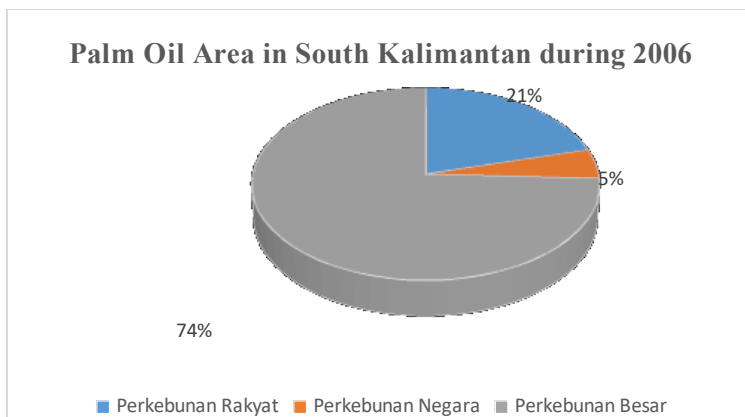 Palm Oil Area in South Kalimantan during 2006
21%
5%
74%
Perkebunan Rakyat Perkebunan Negara Perkebunan Besar